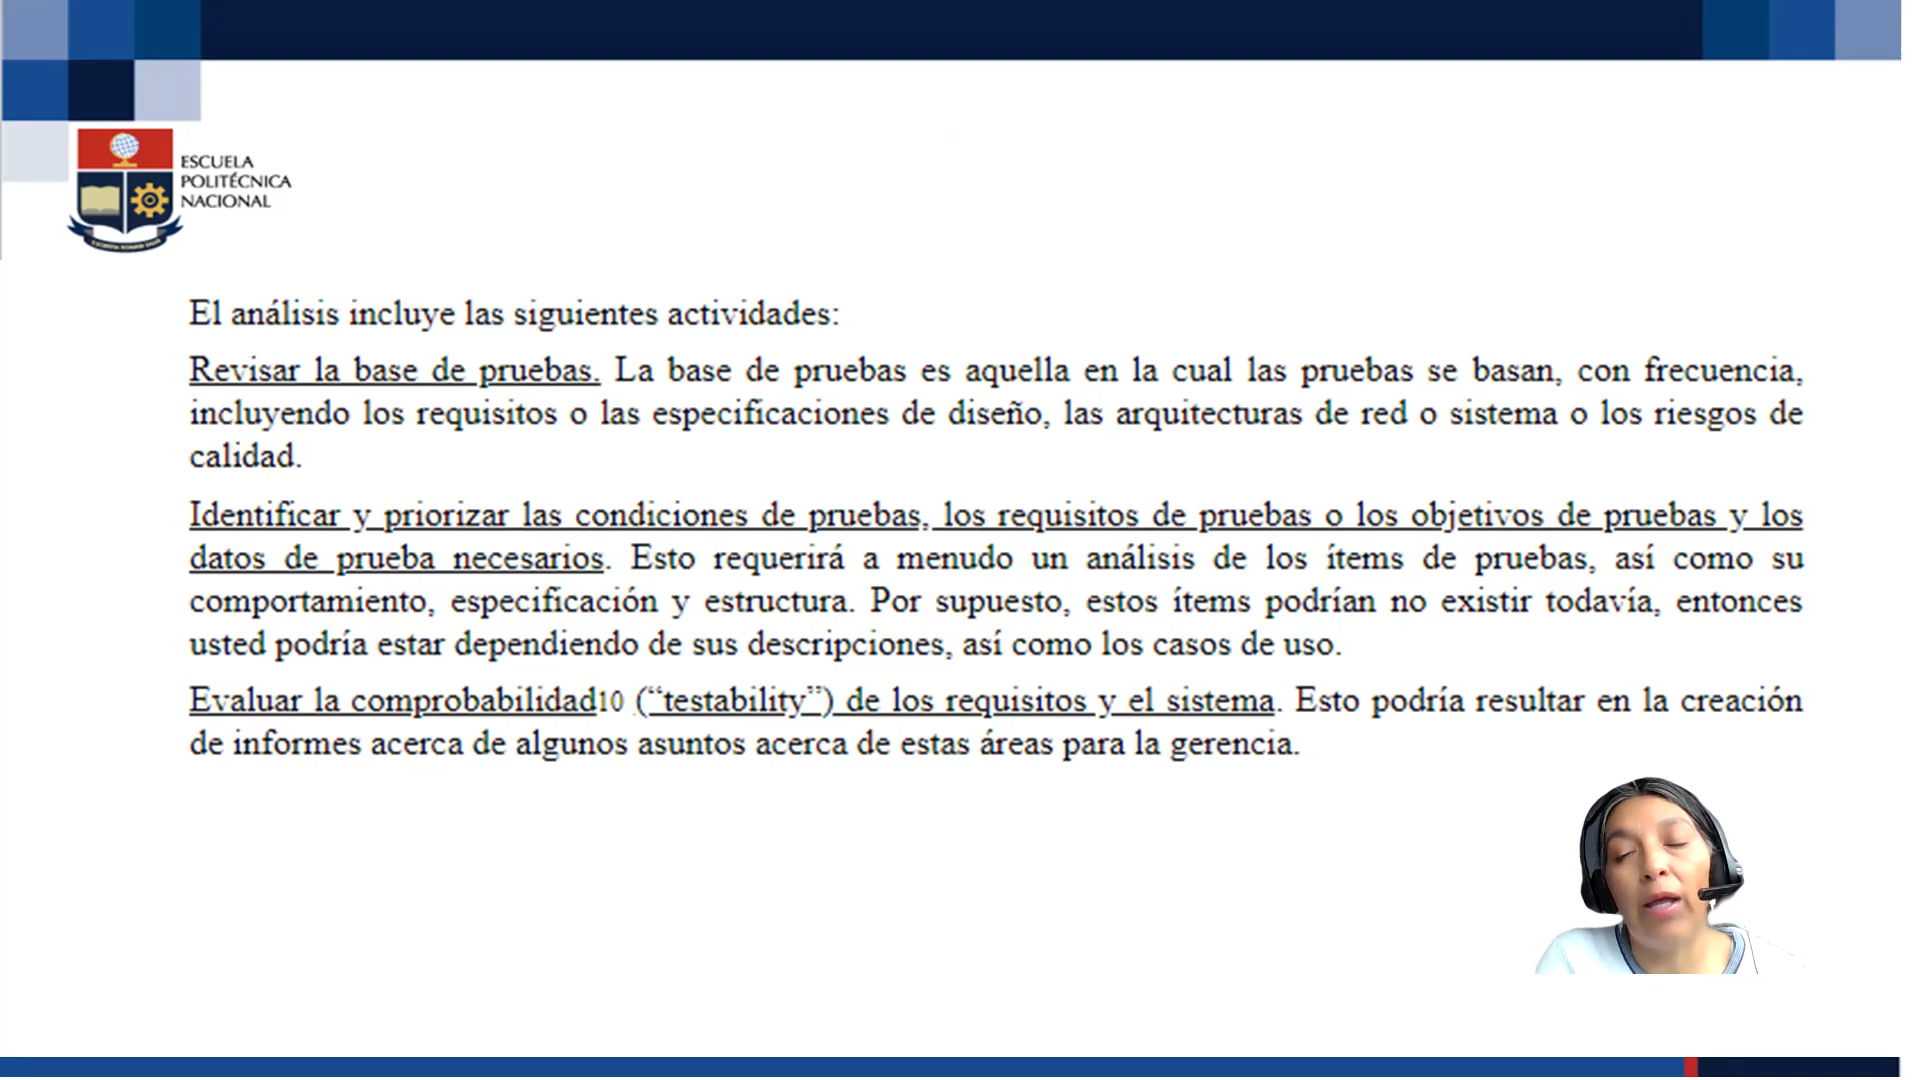 ESCUELA
POLITÉCNICA
NACIONAL
El análisis incluye las siguientes actividades:
Revisar la base de pruebas. La base de pruebas es aquella en la cual las pruebas se basan, con frecuencia,
incluyendo los requisitos o las especificaciones de diseño, las arquitecturas de red o sistema o los riesgos de
calidad.
Identificar y priorizar las condiciones de pruebas, los requisitos de pruebas o los objetivos de pruebas y los
datos de prueba necesarios. Esto requerirá a menudo un análisis de los ítems de pruebas, así como su
comportamiento, especificación y estructura. Por supuesto, estos ítems podrían no existir todavía, entonces
usted podría estar dependiendo de sus descripciones, así como los casos de uso.
Evaluar la comprobabilidad10 (“testability”) de los requisitos y el sistema. Esto podría resultar en la creación
de informes acerca de algunos asuntos acerca de estas áreas para la gerencia.